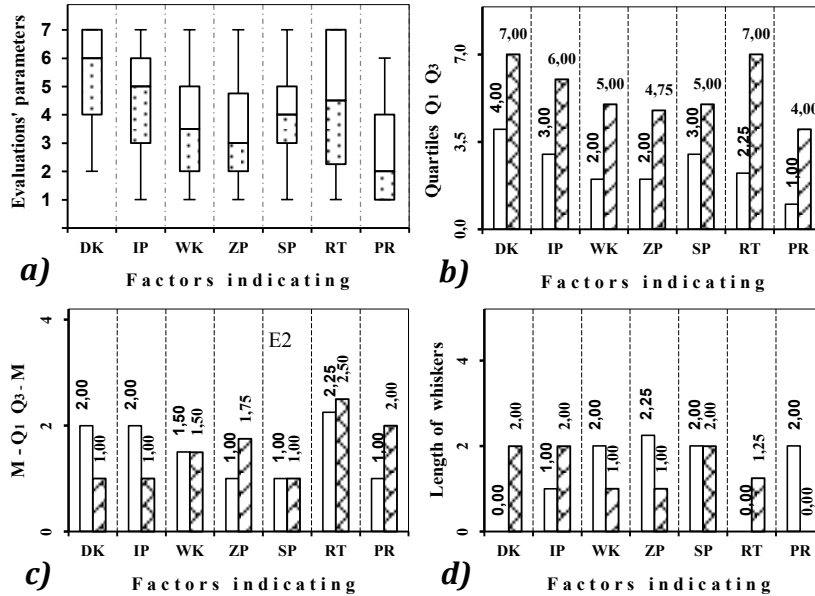 Evaluations' parameters
7
6
5
4
3
2
1
DK IP WK ZP SP RT PR
a)
Factors indicating
Quartiles Q1 Q3
7,0
3,5
0,0
4,00 7,00
3,00 6,00
2,00 5,00
2,00 4,75
3,00 5,00
2,25 7,00
1,00 4,00
DK IP WK ZP SP RT PR
b)
Factors indicating
M - Q1 Q3 - M
4
2
0
E2
2,00 1,00
2,00 1,00
1,50 1,50
1,00 1,75
1,00 1,00
2,25 2,50
1,00 2,00
DK IP WK ZP SP RT PR
c)
Factors indicating
Length of whiskers
4
2
0
0,00 2,00
1,00 2,00
2,00 1,00
2,25 1,00
2,00 2,00
0,00 1,25
2,00 0,00
DK IP WK ZP SP RT PR
d)
Factors indicating